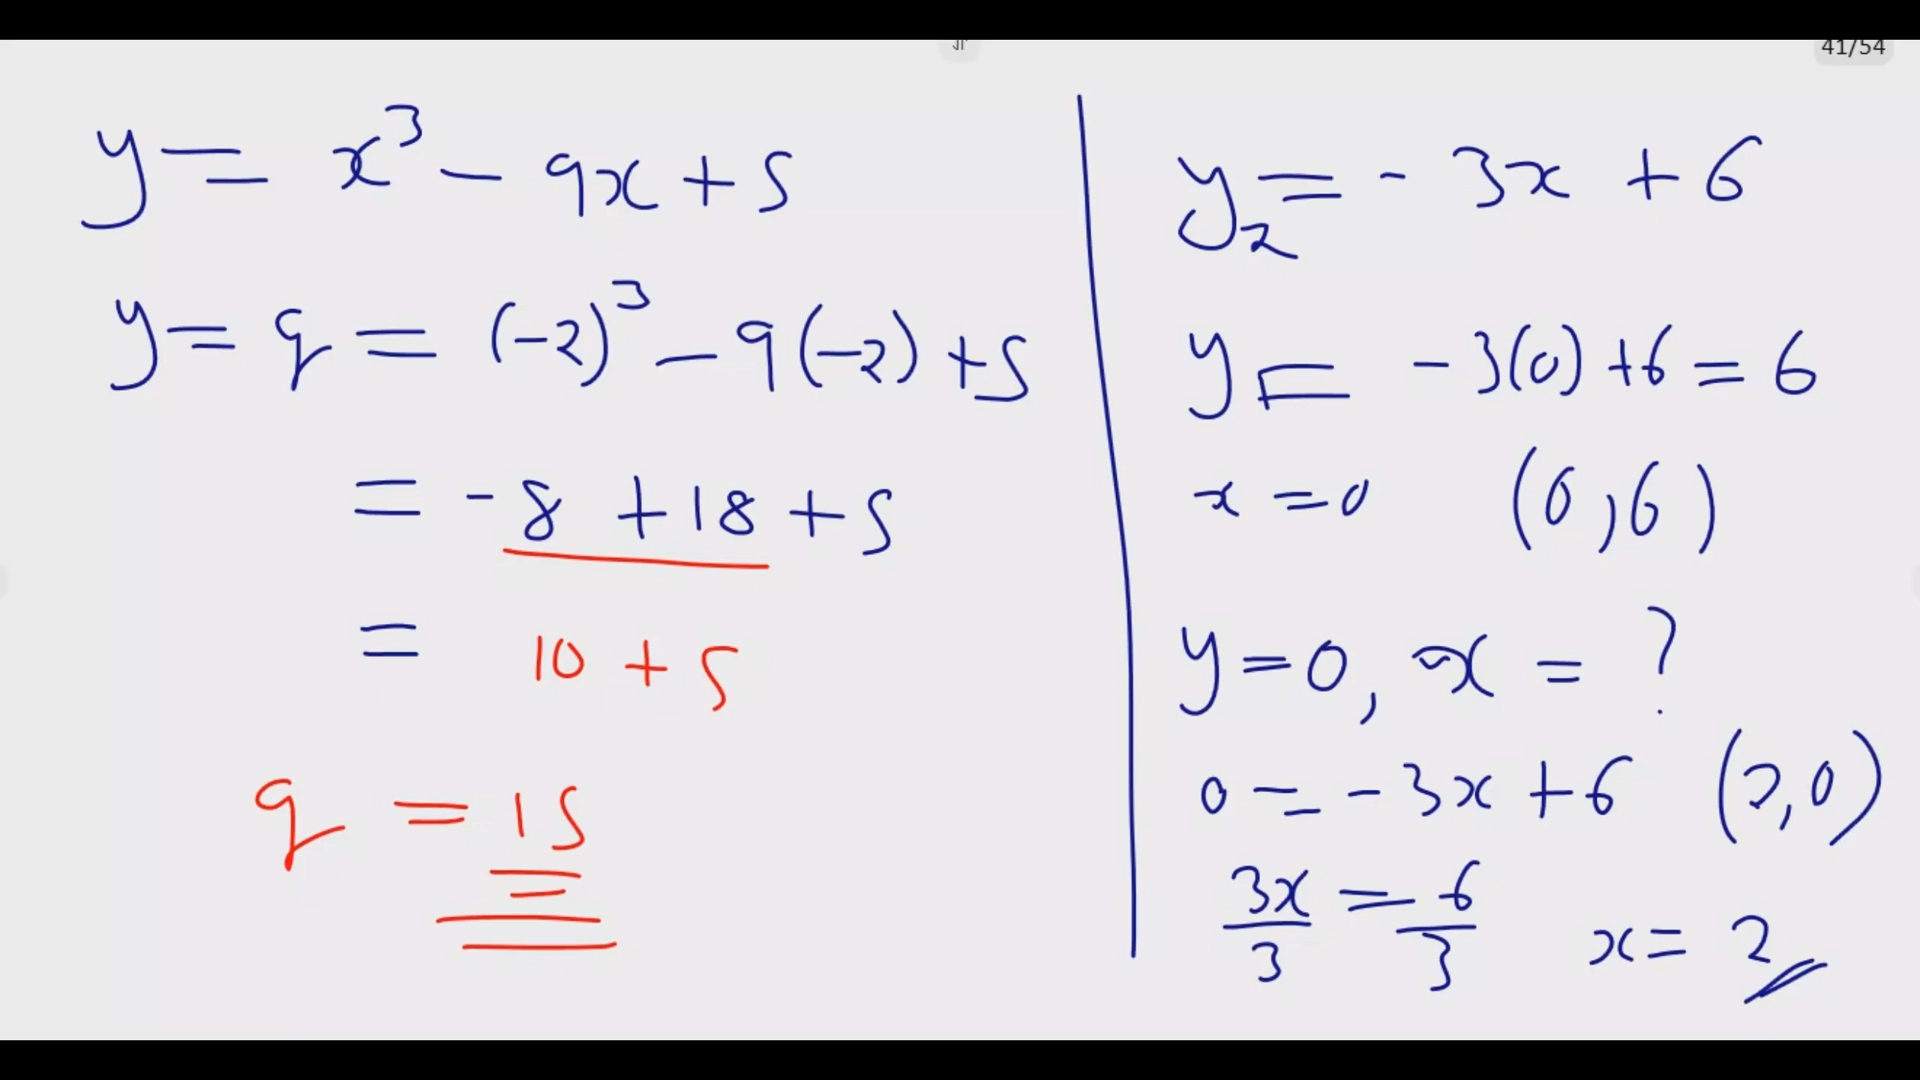 41/54
y = x³ - 9x + 5
y = q = (-2)³ - 9(-2) + 5
= -8 + 18 + 5
= 10 + 5
q = 15
y₂ = -3x + 6
y = -3(0) + 6 = 6
x = 0 (0, 6)
y = 0, x = ?
0 = -3x + 6 (2, 0)
3x/3 = 6/3 x = 2